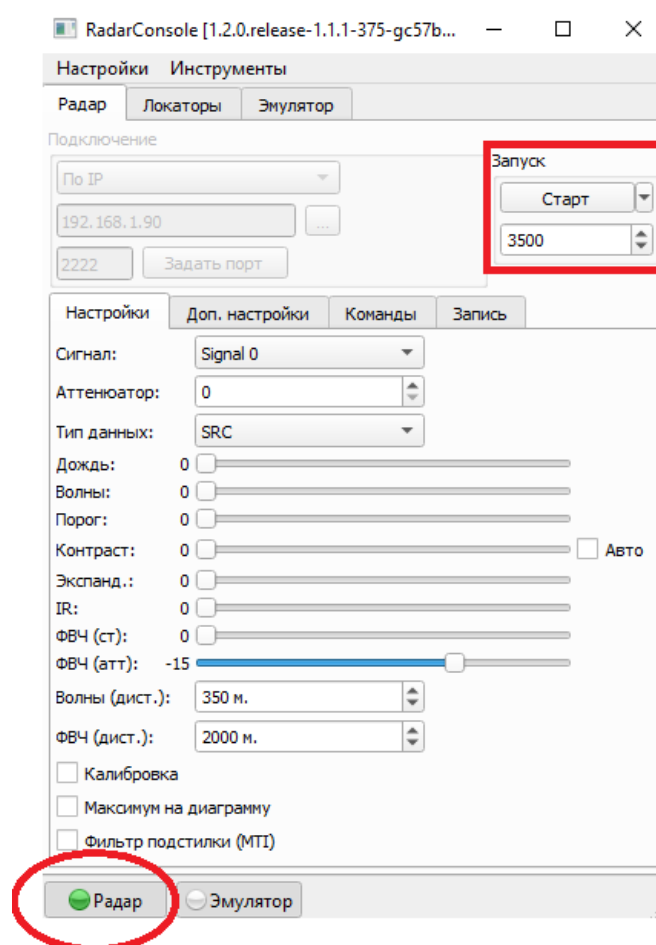 RadarConsole [1.2.0.release-1.1.1-375-gc57b...
Настройки Инструменты
Радар Локаторы Эмулятор
Подключение
Запуск
По IP
Старт
192.168.1.90 ...
3500
2222 Задать порт
Настройки Доп. настройки Команды Запись
Сигнал: Signal 0
Аттенюатор: 0
Тип данных: SRC
Дождь: 0
Волны: 0
Порог: 0
Контраст: 0 Авто
Экспанд.: 0
IR: 0
ФВЧ (ст): 0
ФВЧ (атт): -15
Волны (дист.): 350 м.
ФВЧ (дист.): 2000 м.
Калибровка
Максимум на диаграмму
Фильтр подстилки (MTI)
Радар Эмулятор